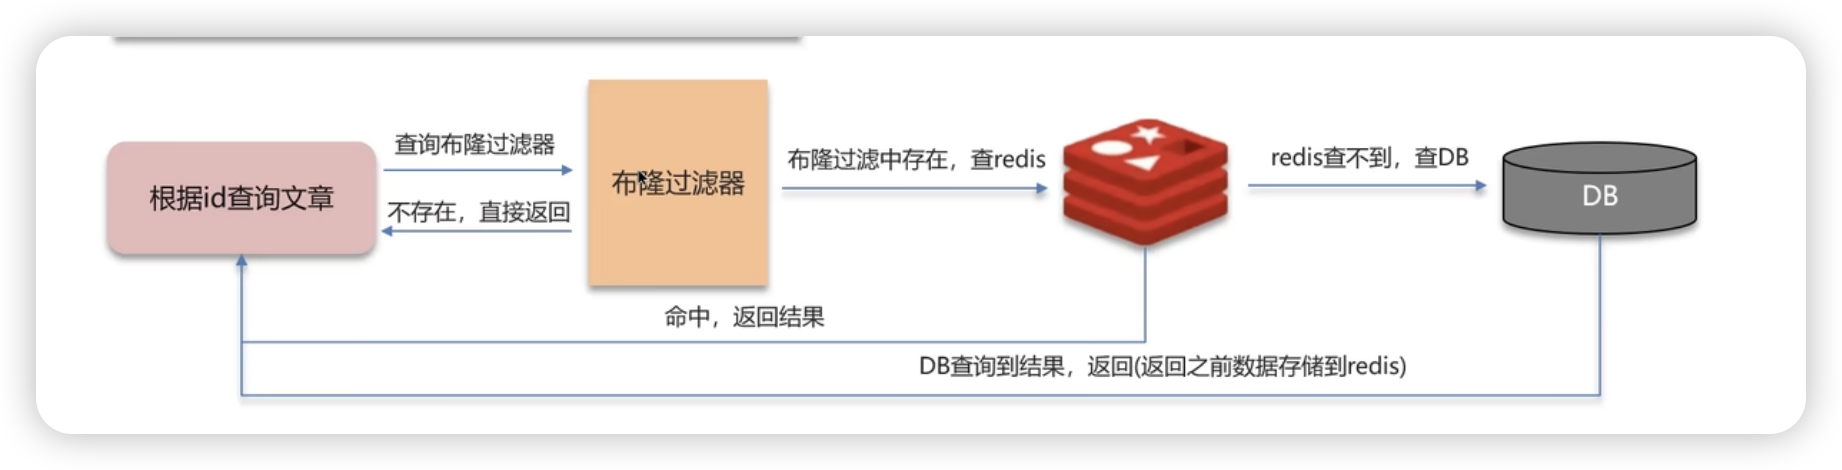 查询布隆过滤器
根据id查询文章
不存在，直接返回
布隆过滤器
布隆过滤中存在，查redis
redis查不到，查DB
DB
命中，返回结果
DB查询到结果，返回(返回之前数据存储到redis)